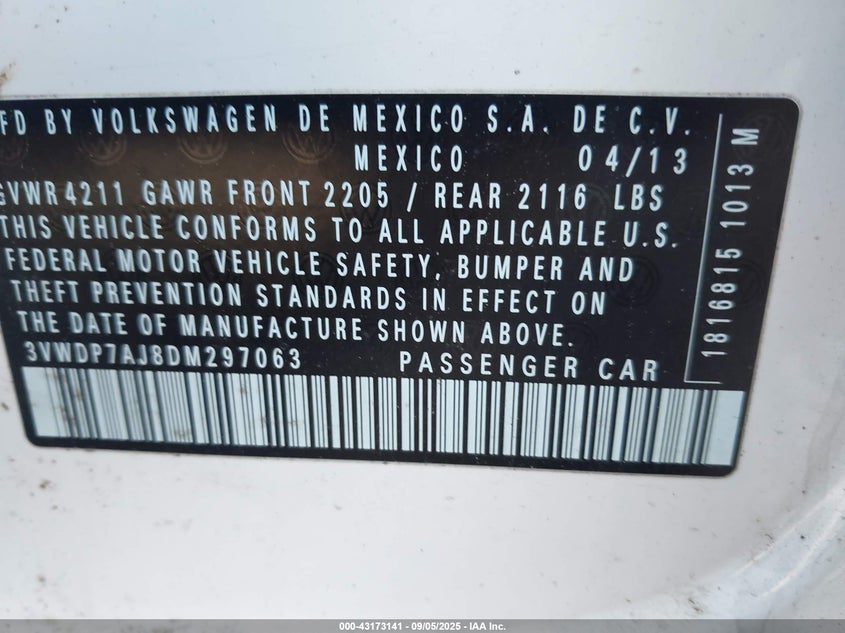 FD BY VOLKSWAGEN DE MEXICO S.A. DE C.V.
MEXICO 04/13
GVWR 4211 GAWR FRONT 2205 / REAR 2116 LBS
THIS VEHICLE CONFORMS TO ALL APPLICABLE U.S.
FEDERAL MOTOR VEHICLE SAFETY, BUMPER AND
THEFT PREVENTION STANDARDS IN EFFECT ON
THE DATE OF MANUFACTURE SHOWN ABOVE.
3VWDP7AJ8DM297063 PASSENGER CAR
1816815 1013 M
000-43173141 - 09/05/2025 - IAA Inc.